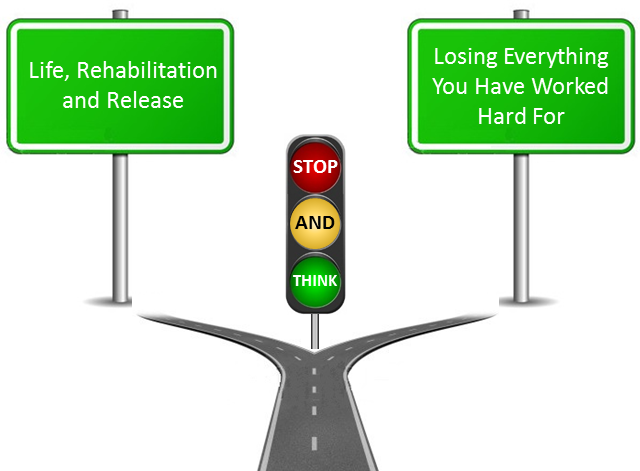 Life, Rehabilitation
and Release
Losing Everything
You Have Worked
Hard For
STOP
AND
THINK